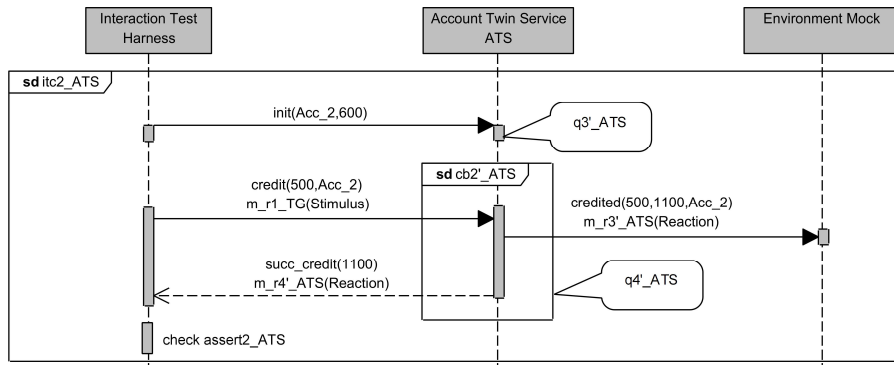 Interaction Test
Harness
Account Twin Service
ATS
Environment Mock
sd itc2_ATS
init(Acc_2,600)
q3'_ATS
sd cb2'_ATS
credit(500,Acc_2)
m_r1_TC(Stimulus)
credited(500,1100,Acc_2)
m_r3'_ATS(Reaction)
succ_credit(1100)
m_r4'_ATS(Reaction)
q4'_ATS
check assert2_ATS